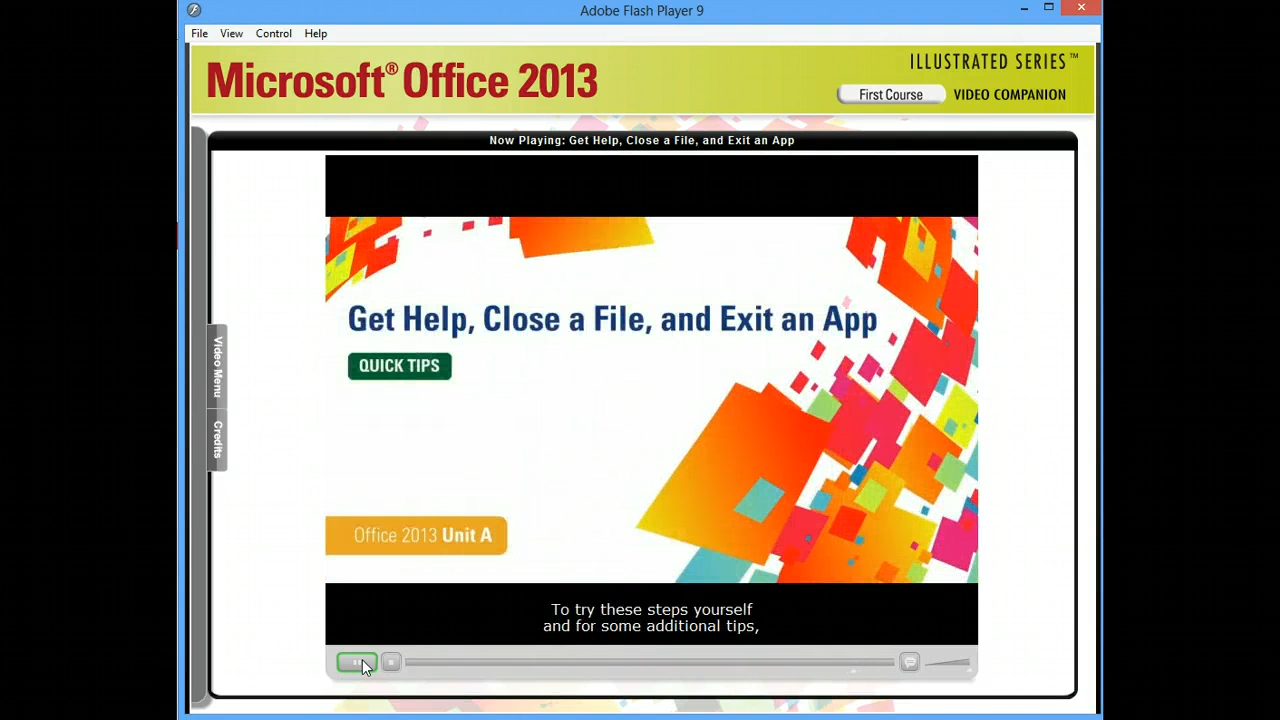 Adobe Flash Player 9
File View Control Help
Microsoft® Office 2013
ILLUSTRATED SERIES™
First Course VIDEO COMPANION
Now Playing: Get Help, Close a File, and Exit an App
Get Help, Close a File, and Exit an App
QUICK TIPS
Video Menu
Credits
Office 2013 Unit A
To try these steps yourself
and for some additional tips,